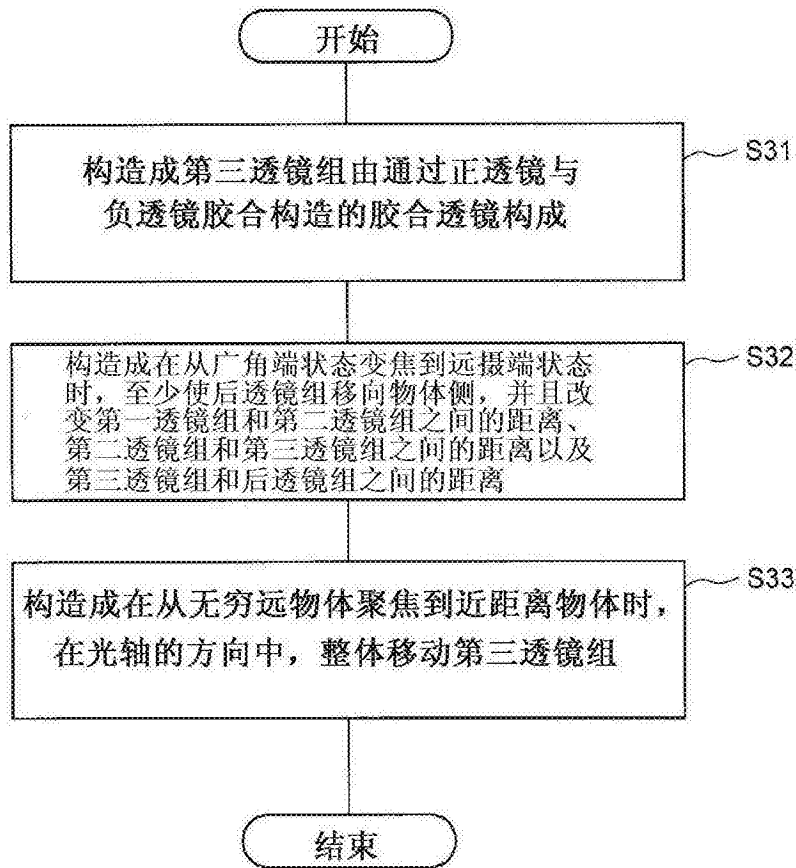 开始
构造成第三透镜组由通过正透镜与
负透镜胶合构造的胶合透镜构成
S31
构造成在从广角端状态变焦到远摄端状态
时，至少使后透镜组移向物体侧，并且改
变第一透镜组和第二透镜组之间的距离、
第二透镜组和第三透镜组之间的距离以及
第三透镜组和后透镜组之间的距离
S32
构造成在从无穷远物体聚焦到近距离物体时，
在光轴的方向中，整体移动第三透镜组
S33
结束